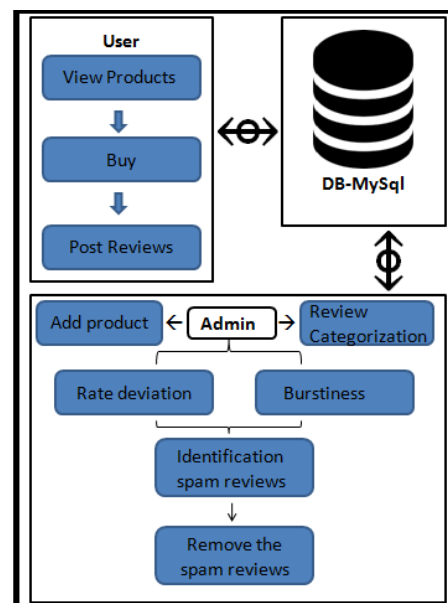 User
View Products
Buy
Post Reviews
DB-MySql
Add product
Admin
Review
Categorization
Rate deviation
Burstiness
Identification
spam reviews
Remove the
spam reviews